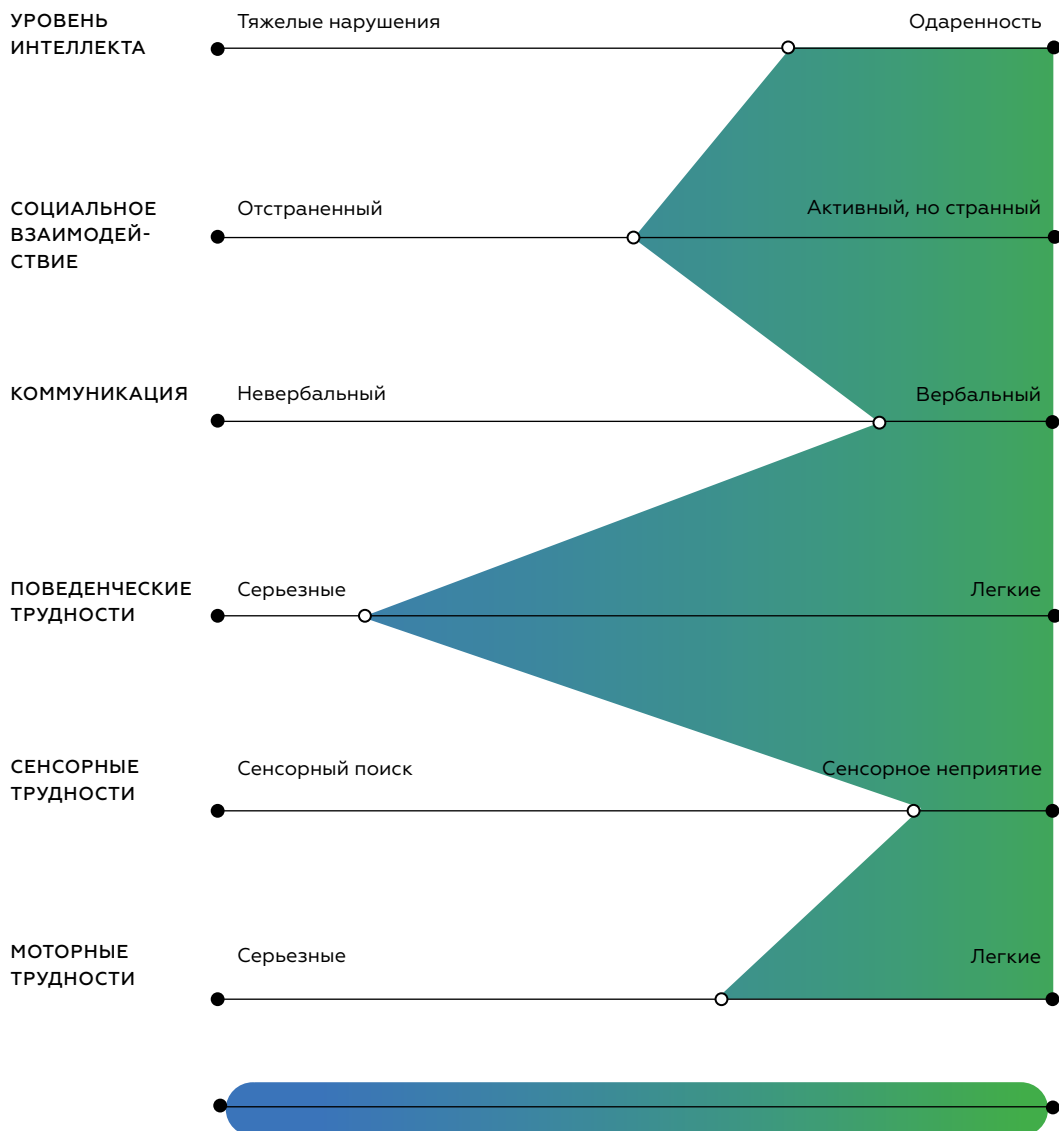 УРОВЕНЬ
ИНТЕЛЛЕКТА
Тяжелые нарушения
Одаренность
СОЦИАЛЬНОЕ
ВЗАИМОДЕЙ-
СТВИЕ
Отстраненный
Активный, но странный
КОММУНИКАЦИЯ
Невербальный
Вербальный
ПОВЕДЕНЧЕСКИЕ
ТРУДНОСТИ
Серьезные
Легкие
СЕНСОРНЫЕ
ТРУДНОСТИ
Сенсорный поиск
Сенсорное неприятие
МОТОРНЫЕ
ТРУДНОСТИ
Серьезные
Легкие